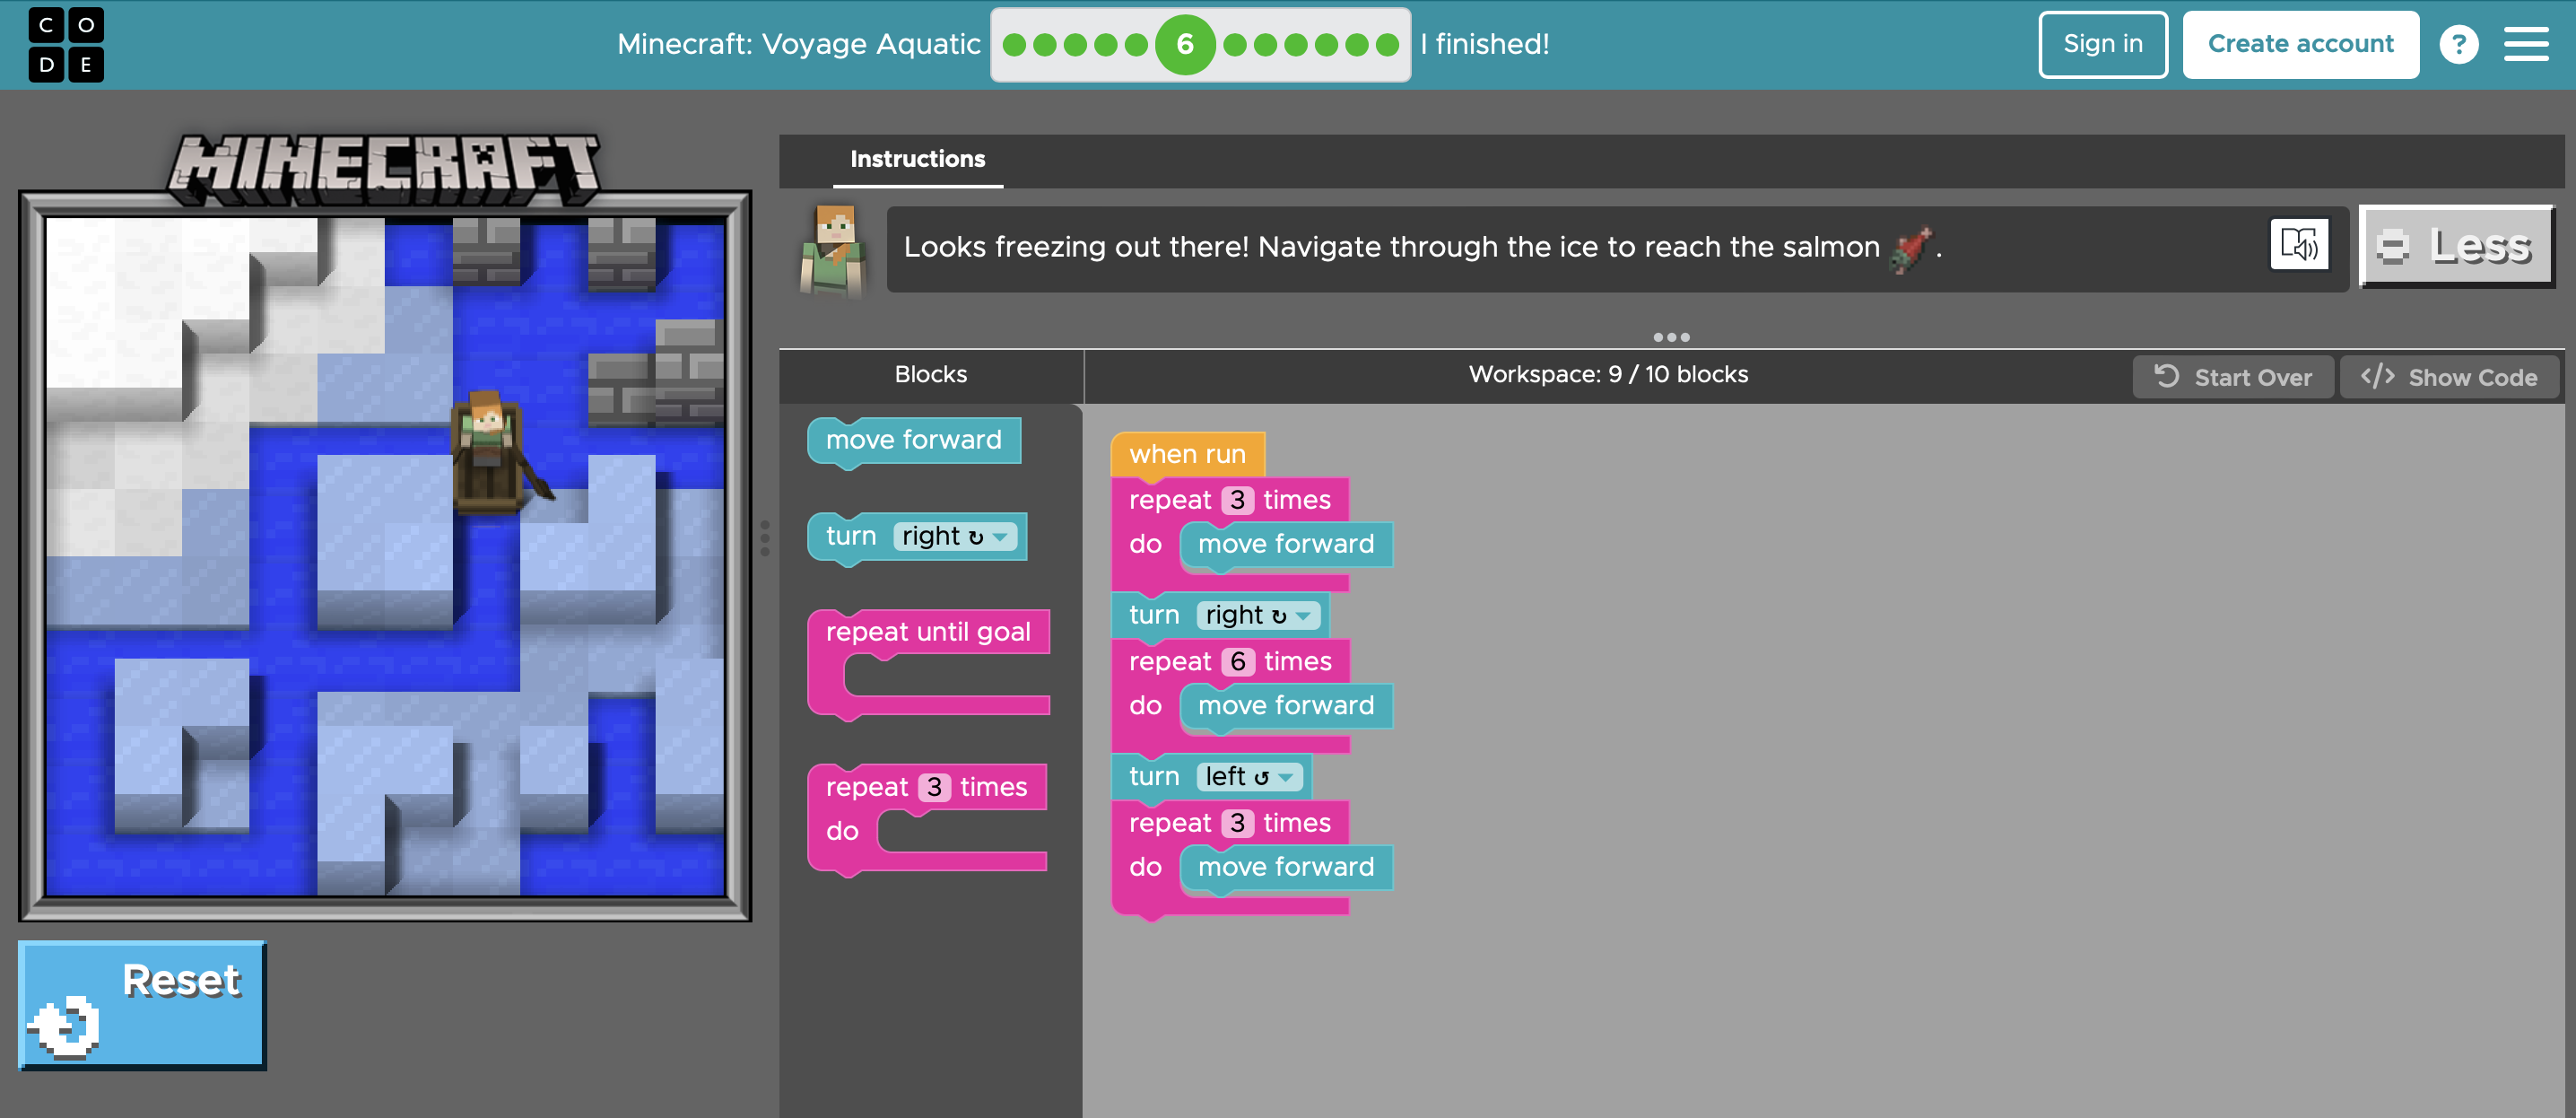 C O
D E
Minecraft: Voyage Aquatic
6
I finished!
Sign in
Create account
?
MINECRAFT
Instructions
Looks freezing out there! Navigate through the ice to reach the salmon .
Less
Blocks
Workspace: 9 / 10 blocks
Start Over
</> Show Code
move forward
turn right ↻
repeat until goal
repeat 3 times
do
when run
repeat 3 times
do move forward
turn right ↻
repeat 6 times
do move forward
turn left ↺
repeat 3 times
do move forward
Reset